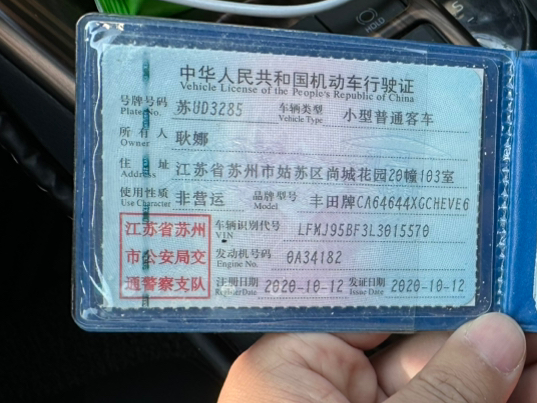 中华人民共和国机动车行驶证
Vehicle License of the People's Republic of China
号牌号码 苏UD3285 车辆类型 小型普通客车
Plate No. Vehicle Type
所有人 耿娜
Owner
住址 江苏省苏州市姑苏区尚城花园20幢103室
Address
使用性质 非营运 品牌型号 丰田牌CA64644XGCHEVE6
Use Character Model
江苏省苏州 车辆识别代号 LFMJ95BF3L3015570
VIN
市公安局交 发动机号码 0A34182
Engine No.
通警察支队 注册日期 2020-10-12 发证日期 2020-10-12
Register Date Issue Date
HOLD
S